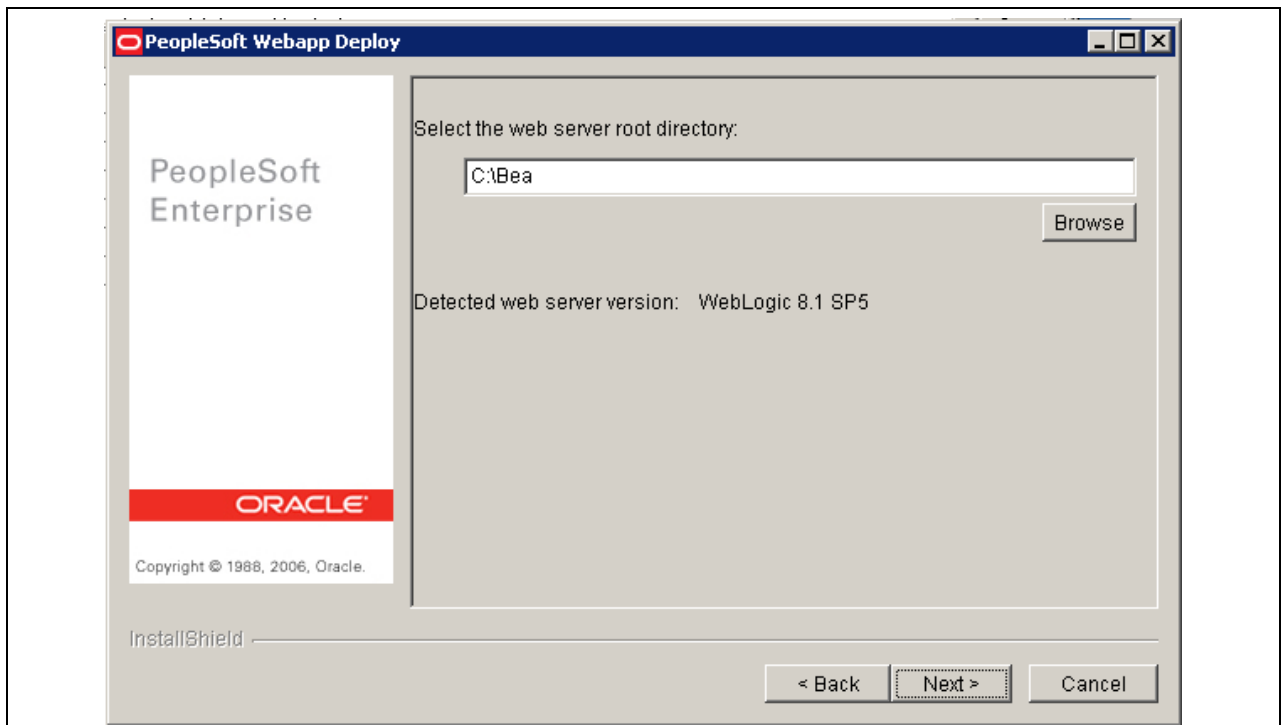 PeopleSoft Webapp Deploy
PeopleSoft
Enterprise
ORACLE
Copyright © 1988, 2006, Oracle.
Select the web server root directory:
C:\Bea
Browse
Detected web server version: WebLogic 8.1 SP5
InstallShield
< Back
Next >
Cancel